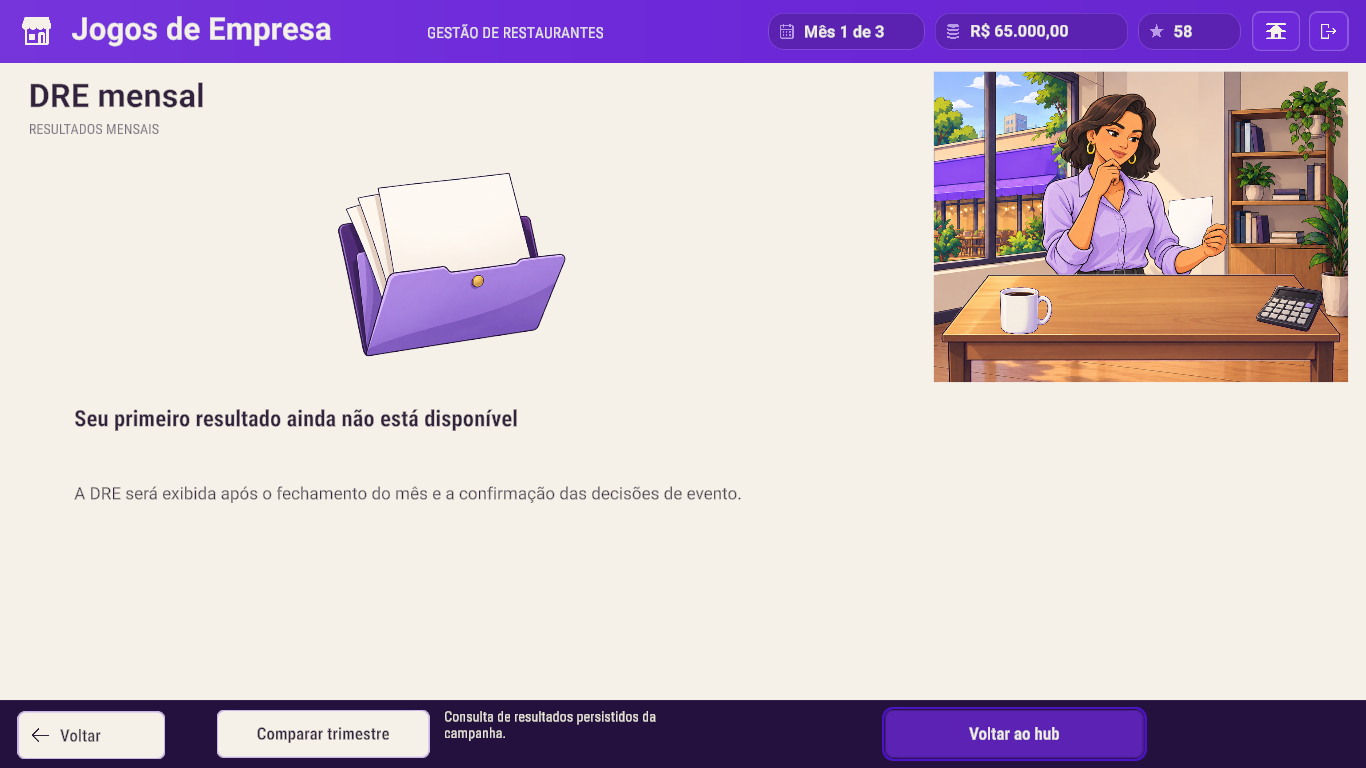 Jogos de Empresa
GESTÃO DE RESTAURANTES
Mês 1 de 3
R$ 65.000,00
58
DRE mensal
RESULTADOS MENSAIS
Seu primeiro resultado ainda não está disponível
A DRE será exibida após o fechamento do mês e a confirmação das decisões de evento.
Voltar
Comparar trimestre
Consulta de resultados persistidos da
campanha.
Voltar ao hub